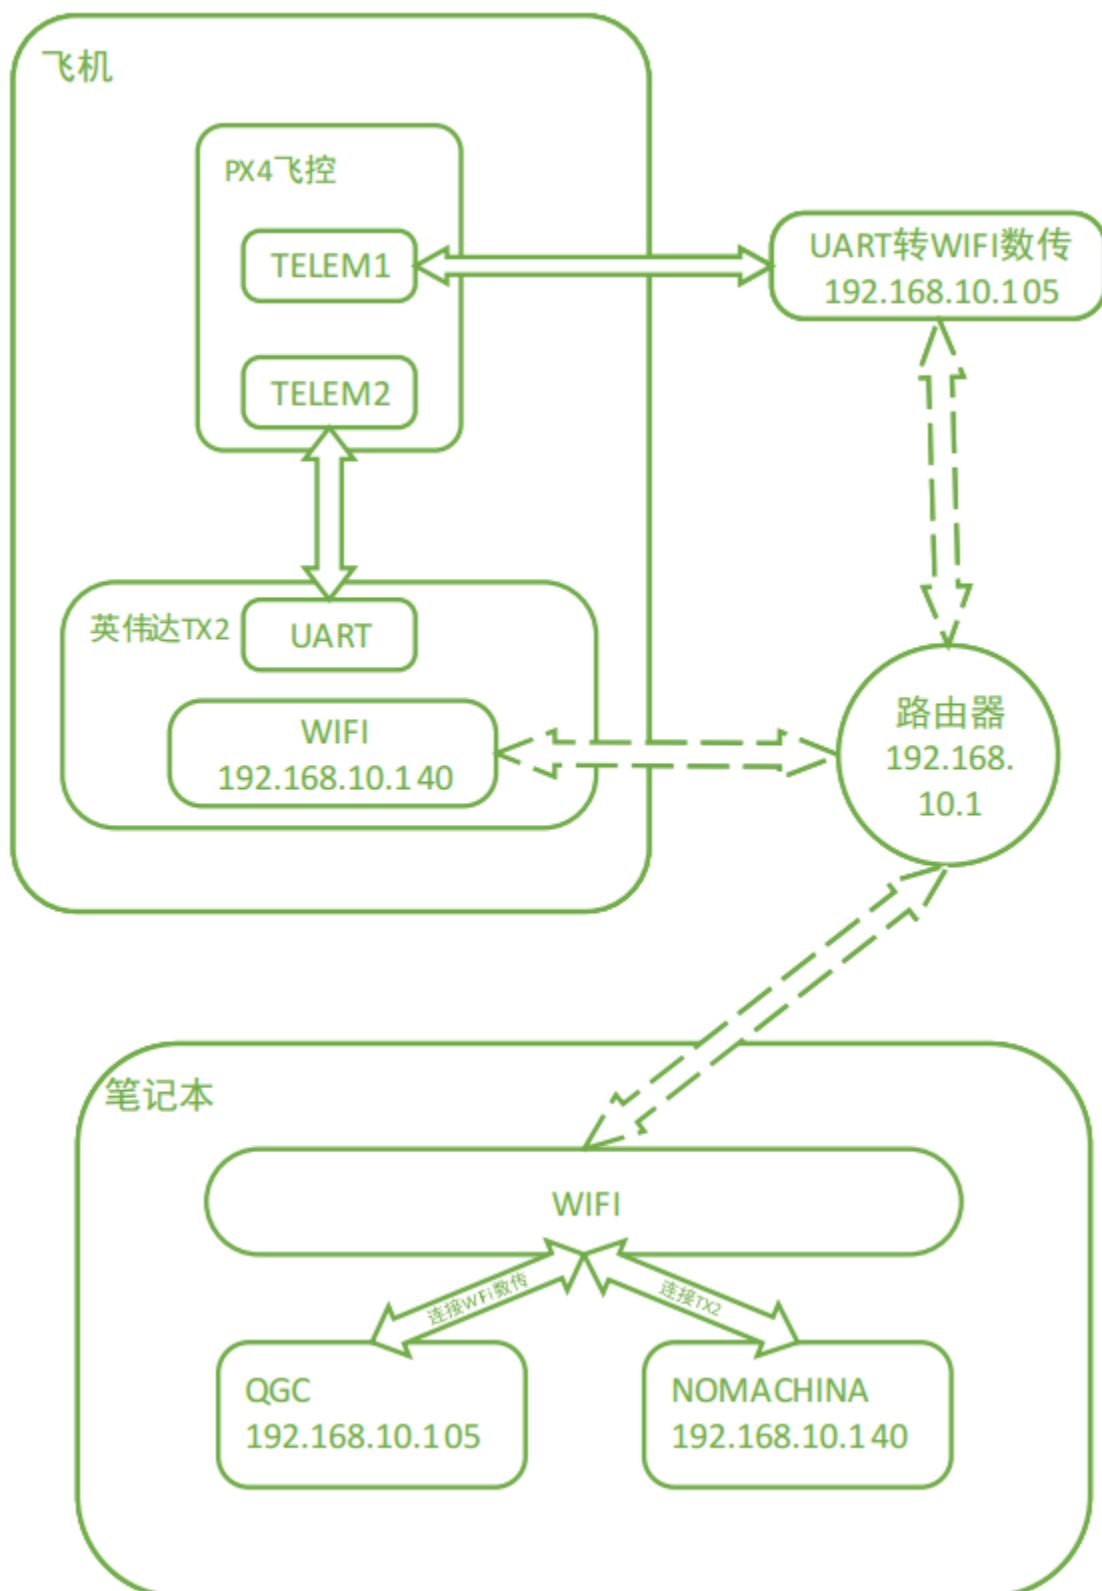 飞机
PX4飞控
TELEM1
UART转WIFI数传
192.168.10.105
TELEM2
英伟达TX2
UART
WIFI
192.168.10.140
路由器
192.168.
10.1
笔记本
WIFI
连接WFi数传
连接TX2
QGC
192.168.10.105
NOMACHINA
192.168.10.140